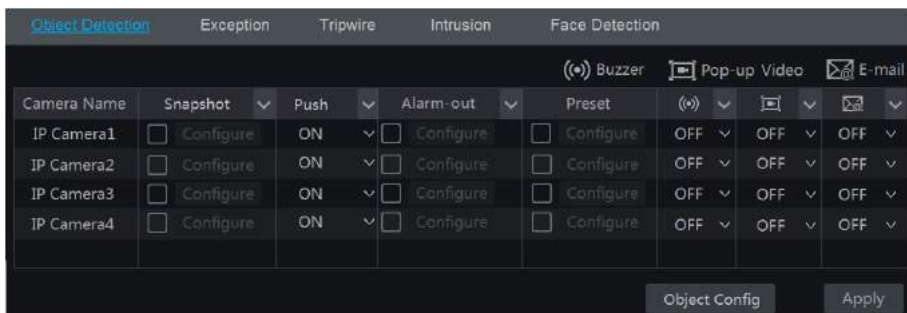 Object Detection Exception Tripwire Intrusion Face Detection
Buzzer Pop-up Video E-mail
Camera Name Snapshot Push Alarm-out Preset
IP Camera1 Configure ON Configure Configure OFF OFF OFF
IP Camera2 Configure ON Configure Configure OFF OFF OFF
IP Camera3 Configure ON Configure Configure OFF OFF OFF
IP Camera4 Configure ON Configure Configure OFF OFF OFF
Object Config Apply